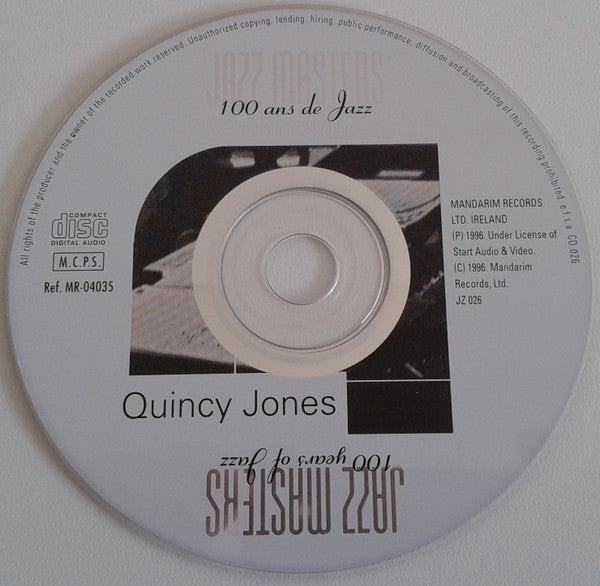 All rights of the producer and the owner of the recorded work reserved. Unauthorized copying, lending, hiring, public performance, diffusion and broadcasting of this recording prohibited. e.f.s.a. CD 026
JAZZ MASTERS
100 ans de Jazz
COMPACT
disc
DIGITAL AUDIO
M.C.P.S.
Ref. MR-04035
MANDARIM RECORDS
LTD. IRELAND
(P) 1996. Under License of
Start Audio & Video.
(C) 1996. Mandarim
Records, Ltd.
JZ 026
Quincy Jones
100 years of Jazz
JAZZ MASTERS